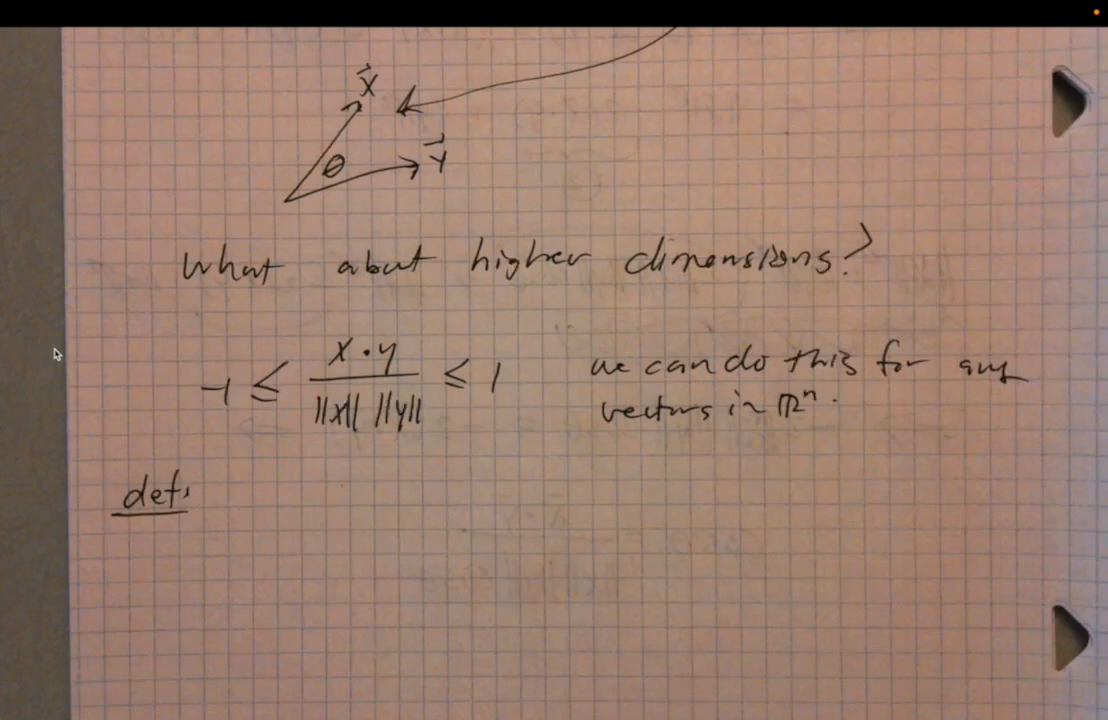 x⃗
θ
y⃗
What about higher dimensions?
-1 ≤ x·y / ||x|| ||y|| ≤ 1 we can do this for any
vectors in ℝⁿ.
def: